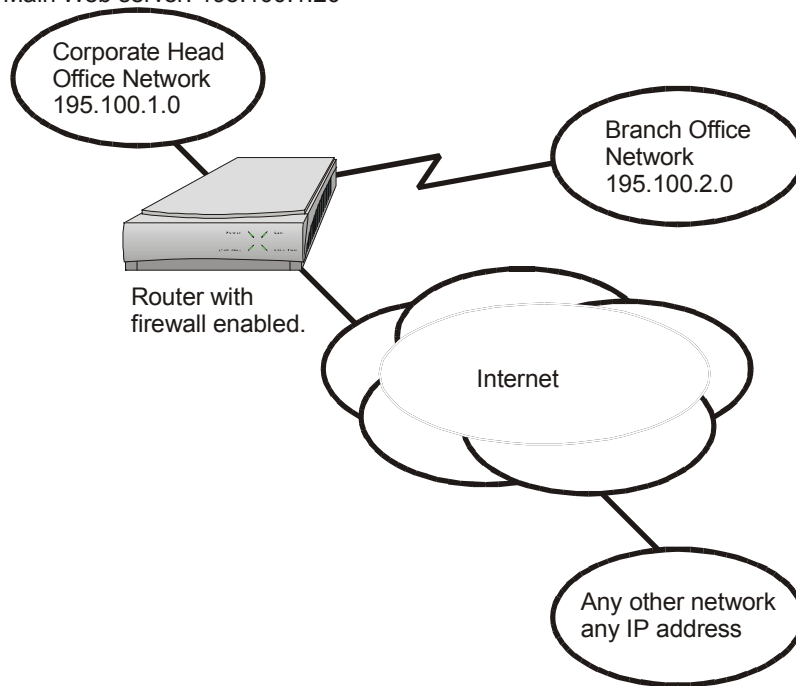 Corporate Head
Office Network
195.100.1.0
Branch Office
Network
195.100.2.0
Router with
firewall enabled.
Internet
Any other network
any IP address